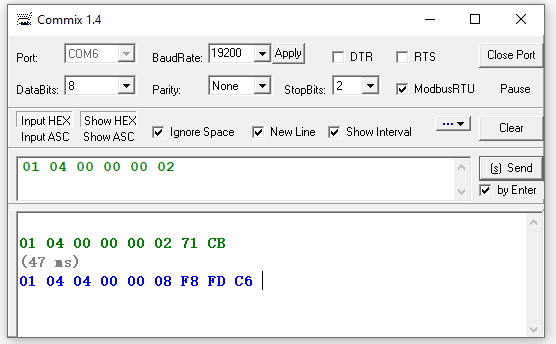 Commix 1.4
Port: COM6 BaudRate: 19200 Apply DTR RTS Close Port
DataBits: 8 Parity: None StopBits: 2 ModbusRTU Pause
Input HEX Show HEX
Input ASC Show ASC Ignore Space New Line Show Interval ... Clear
01 04 00 00 00 02 (s) Send
by Enter
01 04 00 00 00 02 71 CB
(47 ms)
01 04 04 00 00 08 F8 FD C6